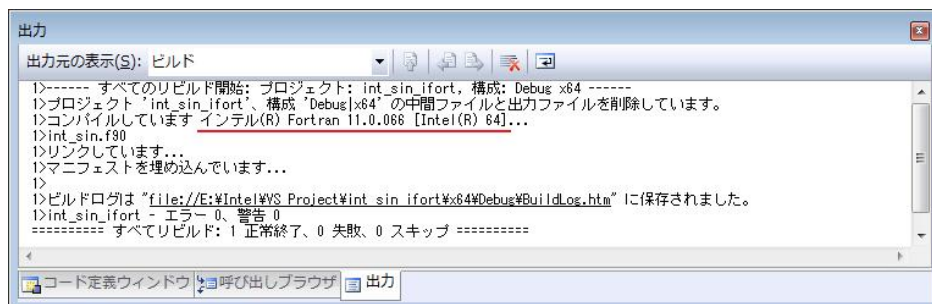 出力
出力元の表示(S): ビルド
1>------ すべてのリビルド開始: プロジェクト: int_sin_ifort, 構成: Debug x64 ------
1>プロジェクト 'int_sin_ifort'、構成 'Debug|x64' の中間ファイルと出力ファイルを削除しています。
1>コンパイルしています インテル(R) Fortran 11.0.066 [Intel(R) 64]...
1>int_sin.f90
1>リンクしています...
1>マニフェストを埋め込んでいます...
1>
1>ビルドログは "file://E:¥Intel¥VS Project¥int_sin_ifort¥x64¥Debug¥BuildLog.htm" に保存されました。
1>int_sin_ifort - エラー 0、警告 0
========== すべてリビルド: 1 正常終了、0 失敗、0 スキップ ==========
コード定義ウィンドウ 呼び出しブラウザ 出力